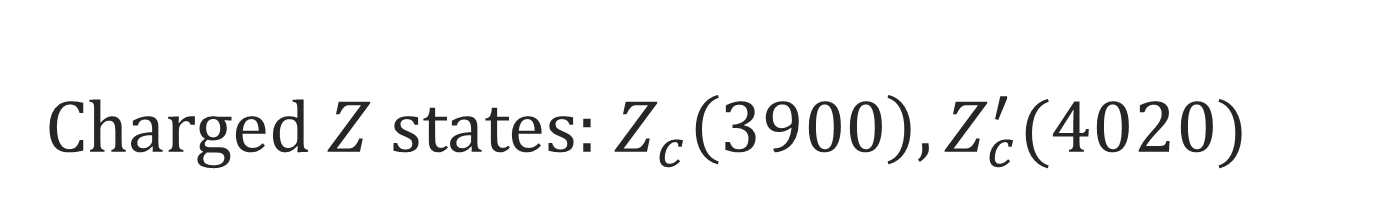 Charged Z states: Z_c(3900), Z'_c(4020)